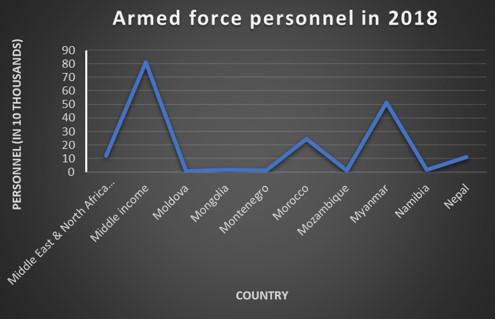 Armed force personnel in 2018
PERSONNEL (IN 10 THOUSANDS)
90
80
70
60
50
40
30
20
10
0
Middle East & North Africa...
Middle income
Moldova
Mongolia
Montenegro
Morocco
Mozambique
Myanmar
Namibia
Nepal
COUNTRY